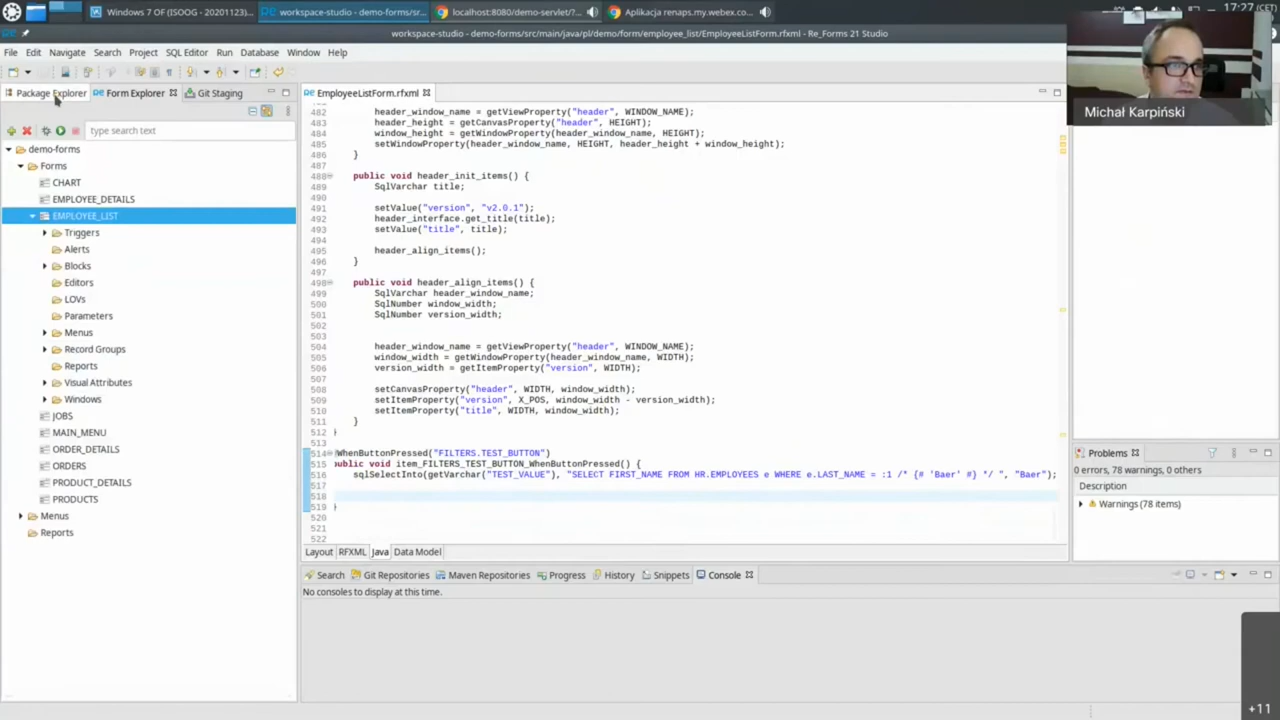 Windows 7 OF (ISOOG - 20201123)...
workspace-studio - demo-forms/sr...
localhost:8080/demo-servlet/?...
Aplikacja renaps.my.webex.co...
17:27 (CET)
workspace-studio - demo-forms/src/main/java/pl/demo/form/employee_list/EmployeeListForm.rfxml - Re_Forms 21 Studio
File Edit Navigate Search Project SQL Editor Run Database Window Help
Michał Karpiński
Package Explorer
Form Explorer
Git Staging
type search text
demo-forms
Forms
CHART
EMPLOYEE_DETAILS
EMPLOYEE_LIST
Triggers
Alerts
Blocks
Editors
LOVs
Parameters
Menus
Record Groups
Reports
Visual Attributes
Windows
JOBS
MAIN_MENU
ORDER_DETAILS
ORDERS
PRODUCT_DETAILS
PRODUCTS
Menus
Reports
EmployeeListForm.rfxml
482 header_window_name = getViewProperty("header", WINDOW_NAME);
483 header_height = getCanvasProperty("header", HEIGHT);
484 window_height = getWindowProperty(header_window_name, HEIGHT);
485 setWindowProperty(header_window_name, HEIGHT, header_height + window_height);
486 }
487
488 public void header_init_items() {
489 SqlVarchar title;
490
491 setValue("version", "v2.0.1");
492 header_interface.get_title(title);
493 setValue("title", title);
494
495 header_align_items();
496 }
497
498 public void header_align_items() {
499 SqlVarchar header_window_name;
500 SqlNumber window_width;
501 SqlNumber version_width;
502
503
504 header_window_name = getViewProperty("header", WINDOW_NAME);
505 window_width = getWindowProperty(header_window_name, WIDTH);
506 version_width = getItemProperty("version", WIDTH);
507
508 setCanvasProperty("header", WIDTH, window_width);
509 setItemProperty("version", X_POS, window_width - version_width);
510 setItemProperty("title", WIDTH, window_width);
511 }
512 }
513
514 WhenButtonPressed("FILTERS.TEST_BUTTON")
515 ublic void item_FILTERS_TEST_BUTTON_WhenButtonPressed() {
516 sqlSelectInto(getVarchar("TEST_VALUE"), "SELECT FIRST_NAME FROM HR.EMPLOYEES e WHERE e.LAST_NAME = :1 /* {# 'Baer' #} */ ", "Baer");
517
518
519 }
520
521
522
Layout RFXML Java Data Model
Search Git Repositories Maven Repositories Progress History Snippets Console
No consoles to display at this time.
Problems
0 errors, 78 warnings, 0 others
Description
Warnings (78 items)
+11